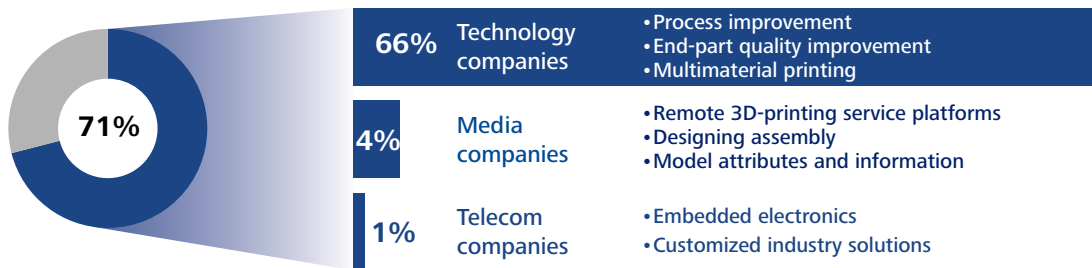 71%
66%
Technology
companies
•Process improvement
•End-part quality improvement
•Multimaterial printing
4%
Media
companies
•Remote 3D-printing service platforms
•Designing assembly
•Model attributes and information
1%
Telecom
companies
•Embedded electronics
•Customized industry solutions